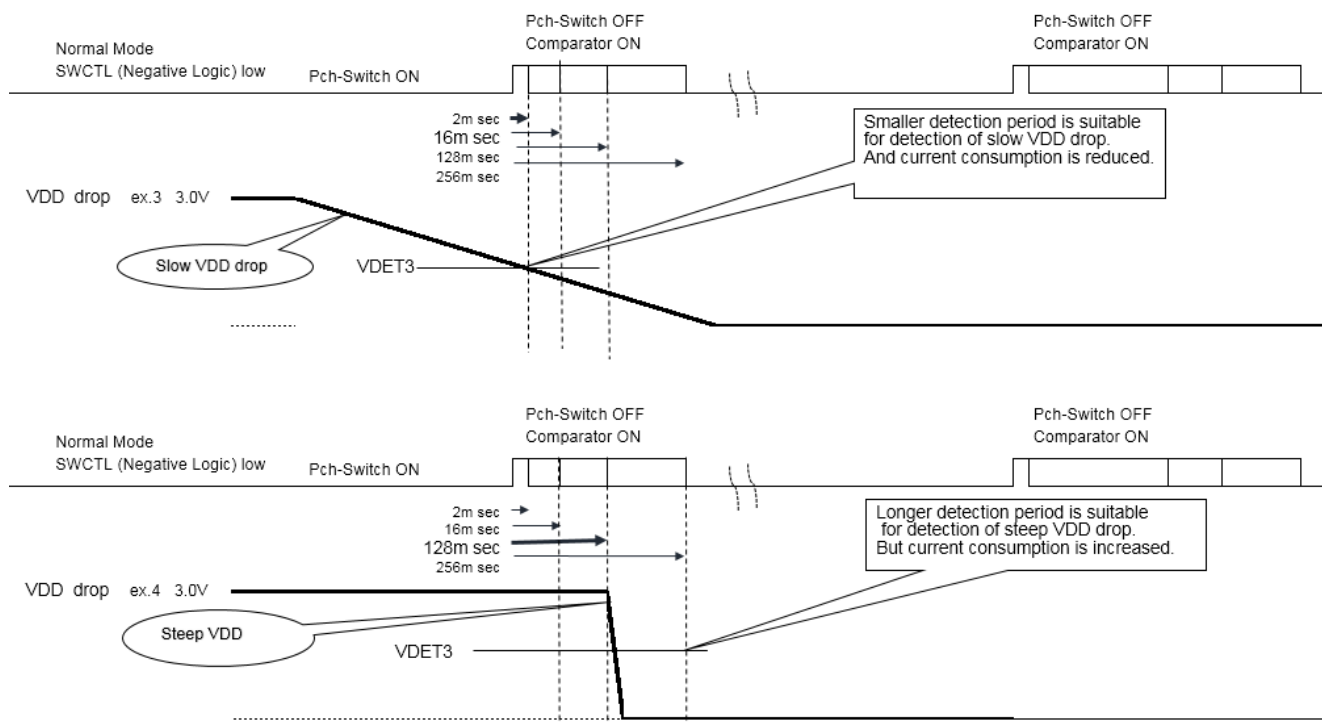 Pch-Switch OFF
Comparator ON
Pch-Switch OFF
Comparator ON
Normal Mode
SWCTL (Negative Logic) low
Pch-Switch ON
2m sec
16m sec
128m sec
256m sec
Smaller detection period is suitable
for detection of slow VDD drop.
And current consumption is reduced.
VDD drop ex.3 3.0V
Slow VDD drop
VDET3
Pch-Switch OFF
Comparator ON
Pch-Switch OFF
Comparator ON
Normal Mode
SWCTL (Negative Logic) low
Pch-Switch ON
2m sec
16m sec
128m sec
256m sec
Longer detection period is suitable
for detection of steep VDD drop.
But current consumption is increased.
VDD drop ex.4 3.0V
Steep VDD
VDET3